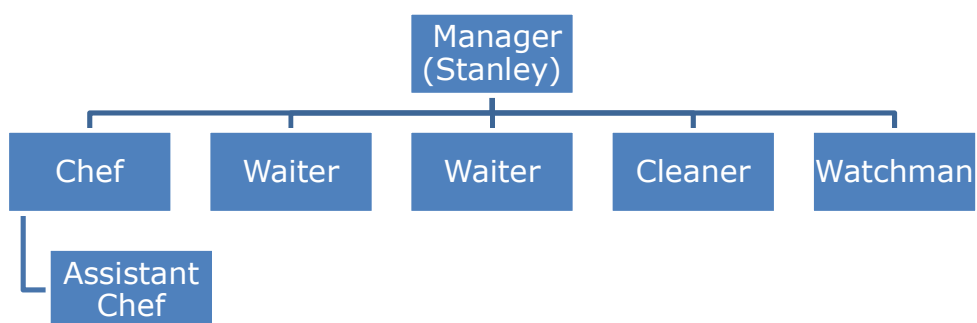 Manager
(Stanley)
Chef
Waiter
Waiter
Cleaner
Watchman
Assistant
Chef